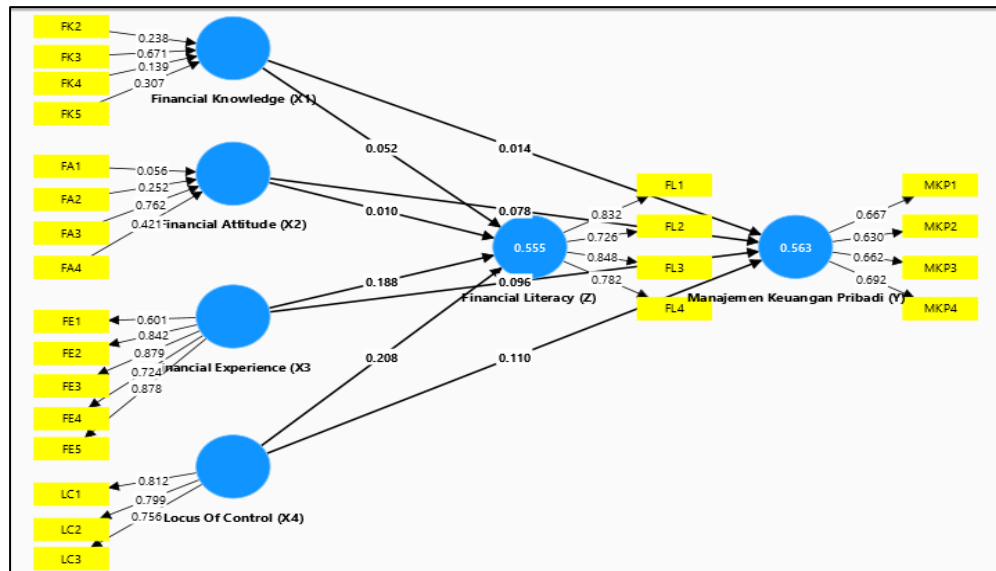 FK2
0.238
FK3
0.671
FK4
0.139
FK5
0.307
Financial Knowledge (X1)
0.052
0.014
FA1
0.056
FA2
0.252
FA3
0.762
FA4
0.421
Financial Attitude (X2)
0.010
0.078
FL1
0.832
FL2
0.726
FL3
0.848
FL4
0.782
0.555
Financial Literacy (Z)
MKP1
0.667
MKP2
0.630
MKP3
0.662
MKP4
0.692
0.563
Manajemen Keuangan Pribadi (Y)
0.188
0.096
FE1
0.601
FE2
0.842
FE3
0.879
FE4
0.724
FE5
0.878
nancial Experience (X3
0.208
0.110
LC1
0.812
LC2
0.799
LC3
0.756
Locus Of Control (X4)